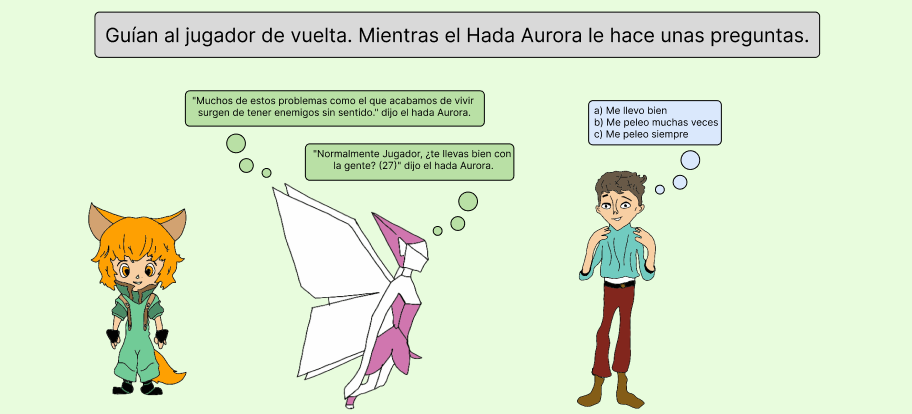 Guían al jugador de vuelta. Mientras el Hada Aurora le hace unas preguntas.
"Muchos de estos problemas como el que acabamos de vivir
surgen de tener enemigos sin sentido." dijo el hada Aurora.
"Normalmente Jugador, ¿te llevas bien con
la gente? (27)" dijo el hada Aurora.
a) Me llevo bien
b) Me peleo muchas veces
c) Me peleo siempre